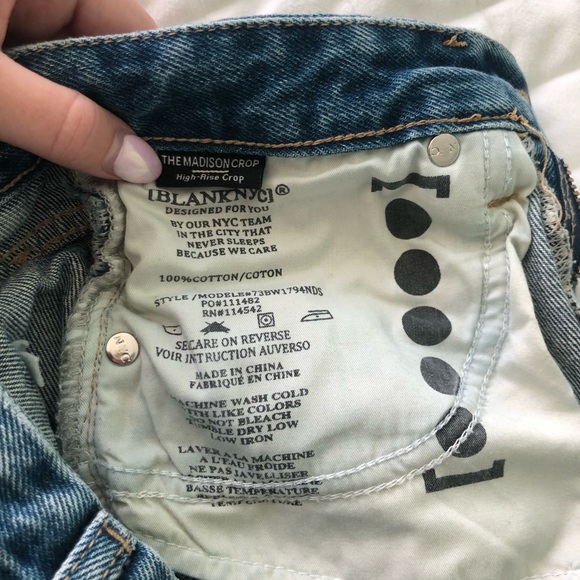 THE MADISON CROP
High-Rise Crop
[BLANKNYC]®
DESIGNED FOR YOU
BY OUR NYC TEAM
IN THE CITY THAT
NEVER SLEEPS
BECAUSE WE CARE
100%COTTON/COTON
STYLE/MODELE#73BW1794NDS
PO#111482
RN#114542
SEE CARE ON REVERSE
VOIR INTRUCTION AUVERSO
MADE IN CHINA
FABRIQUÉ EN CHINE
MACHINE WASH COLD
WITH LIKE COLORS
DO NOT BLEACH
TUMBLE DRY LOW
LOW IRON
LAVER A LA MACHINE
A L'EAU FROIDE
NE PAS JAVELLISER
BASSE TEMPERATURE